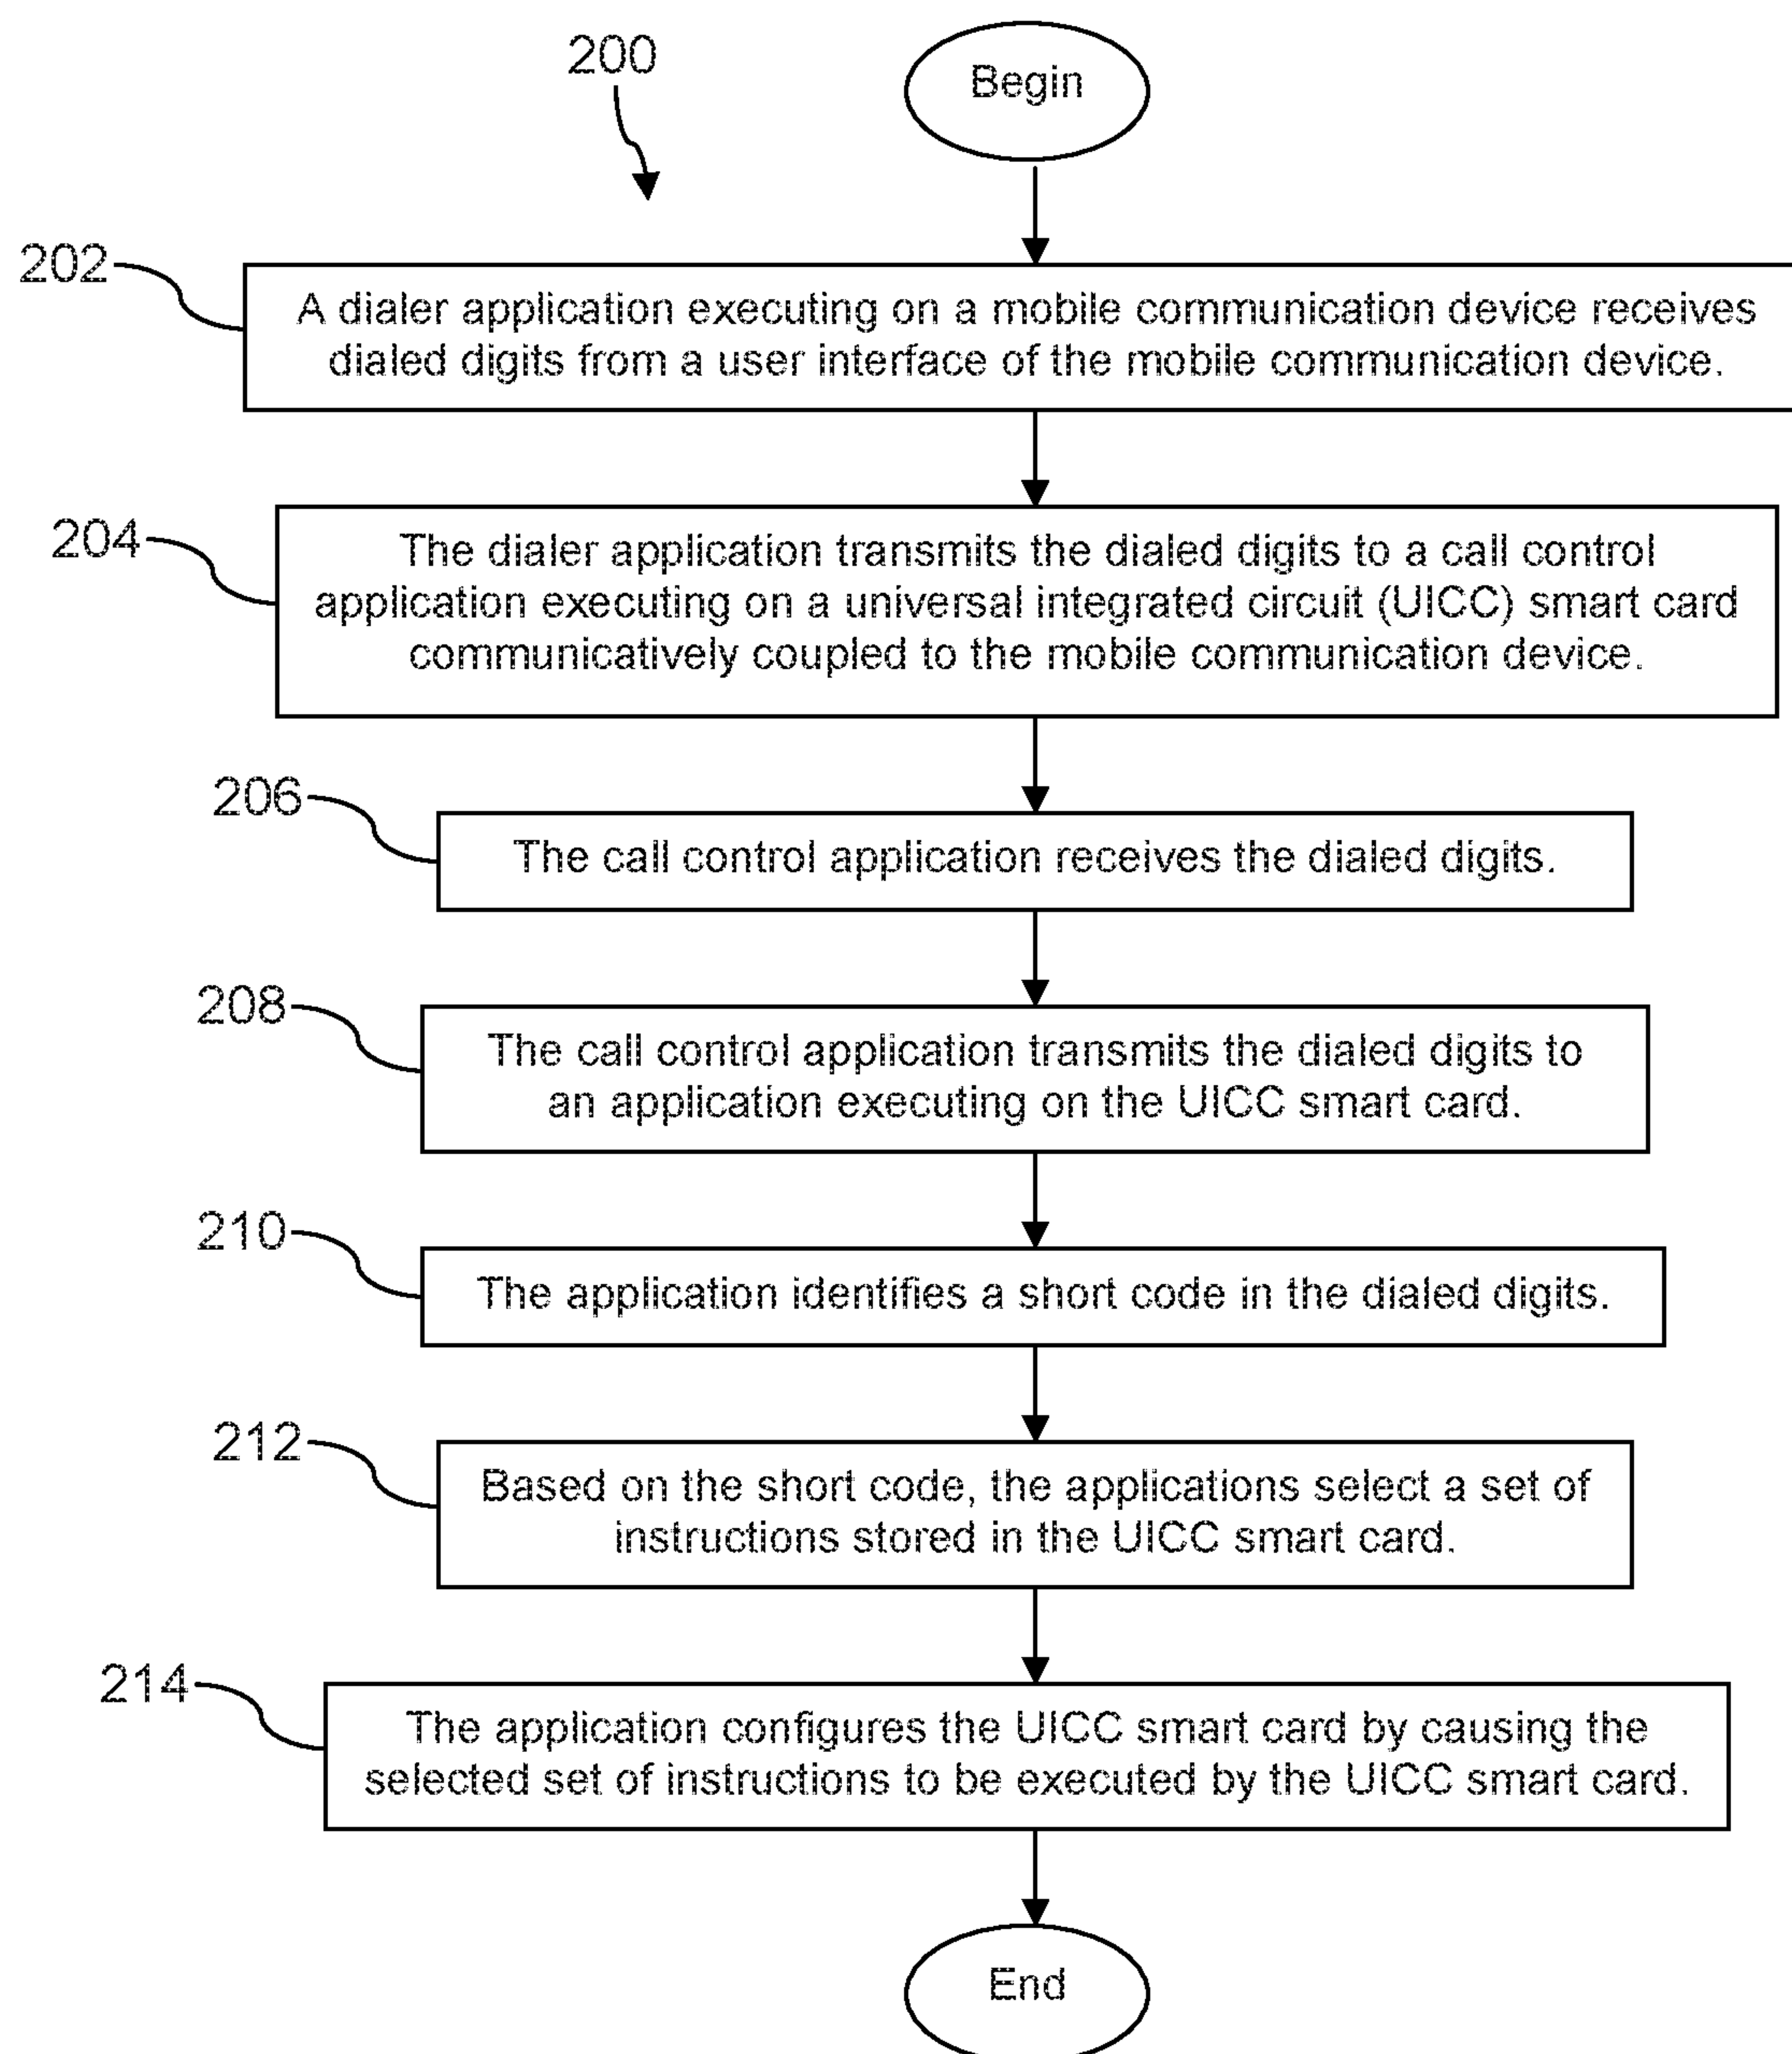 200
Begin
202
A dialer application executing on a mobile communication device receives
dialed digits from a user interface of the mobile communication device.
204
The dialer application transmits the dialed digits to a call control
application executing on a universal integrated circuit (UICC) smart card
communicatively coupled to the mobile communication device.
206
The call control application receives the dialed digits.
208
The call control application transmits the dialed digits to
an application executing on the UICC smart card.
210
The application identifies a short code in the dialed digits.
212
Based on the short code, the applications select a set of
instructions stored in the UICC smart card.
214
The application configures the UICC smart card by causing the
selected set of instructions to be executed by the UICC smart card.
End